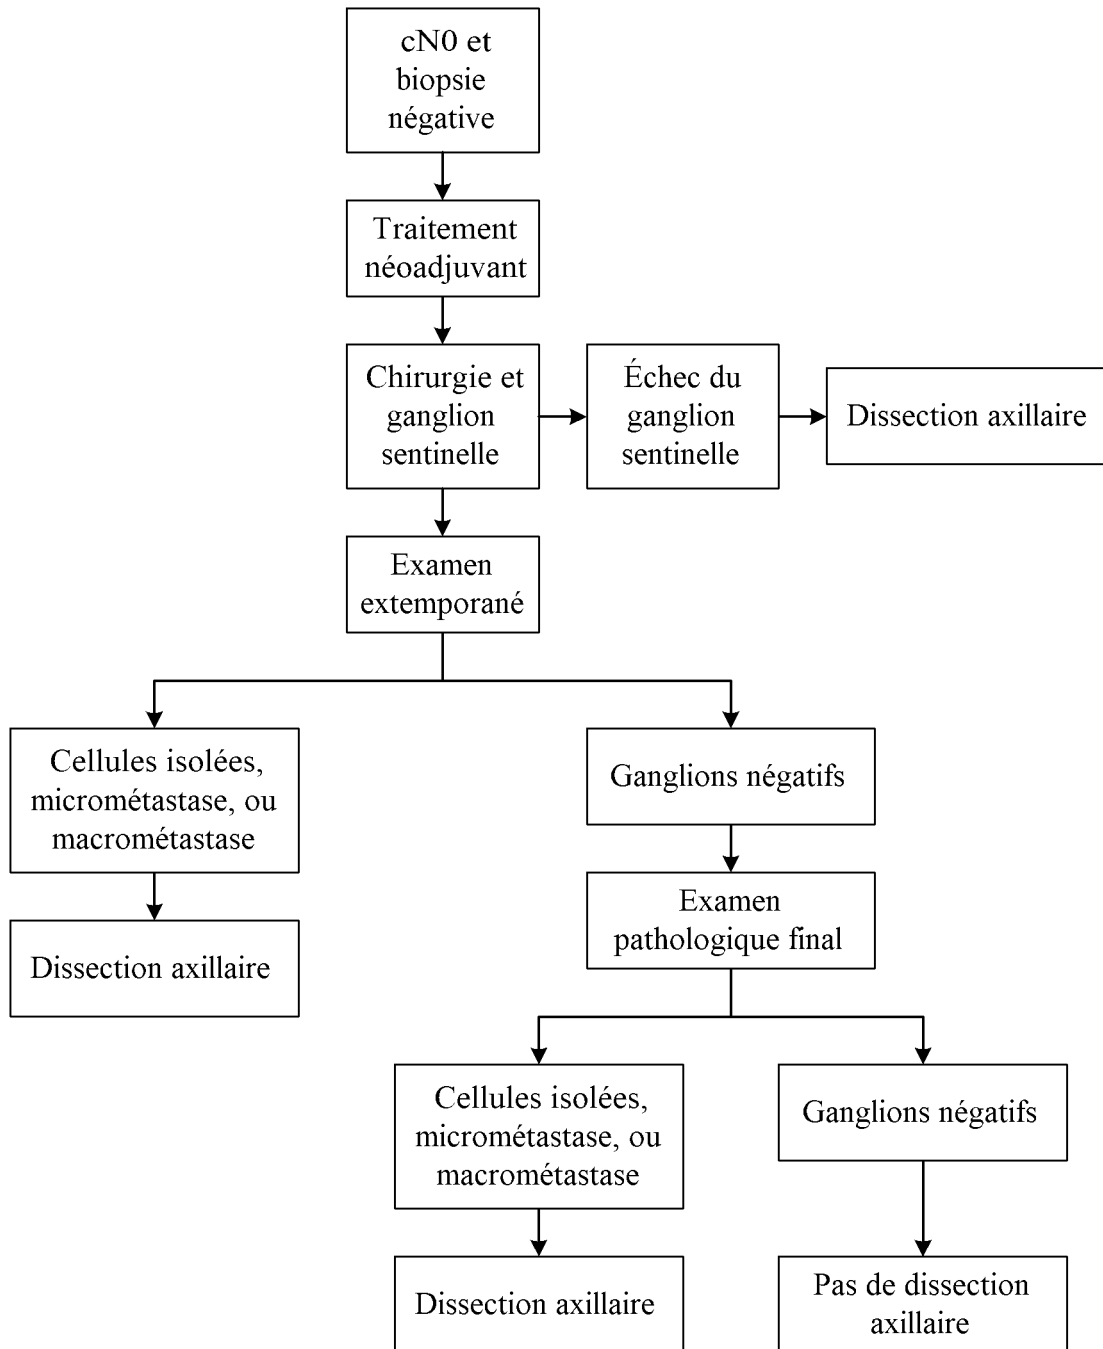 cN0 et
biopsie
négative
Traitement
néoadjuvant
Chirurgie et
ganglion
sentinelle
Échec du
ganglion
sentinelle
Dissection axillaire
Examen
extemporané
Cellules isolées,
micrométastase, ou
macrométastase
Ganglions négatifs
Dissection axillaire
Examen
pathologique final
Cellules isolées,
micrométastase, ou
macrométastase
Ganglions négatifs
Dissection axillaire
Pas de dissection
axillaire